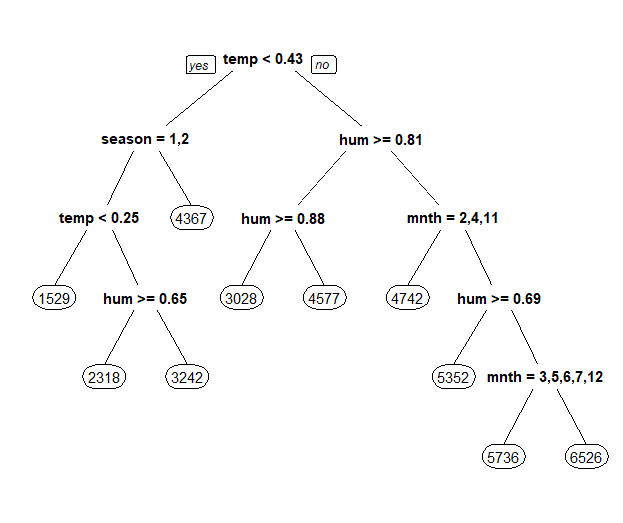 yes temp < 0.43 no
season = 1,2 hum >= 0.81
temp < 0.25 4367 hum >= 0.88 mnth = 2,4,11
1529 hum >= 0.65 3028 4577 4742 hum >= 0.69
2318 3242 5352 mnth = 3,5,6,7,12
5736 6526